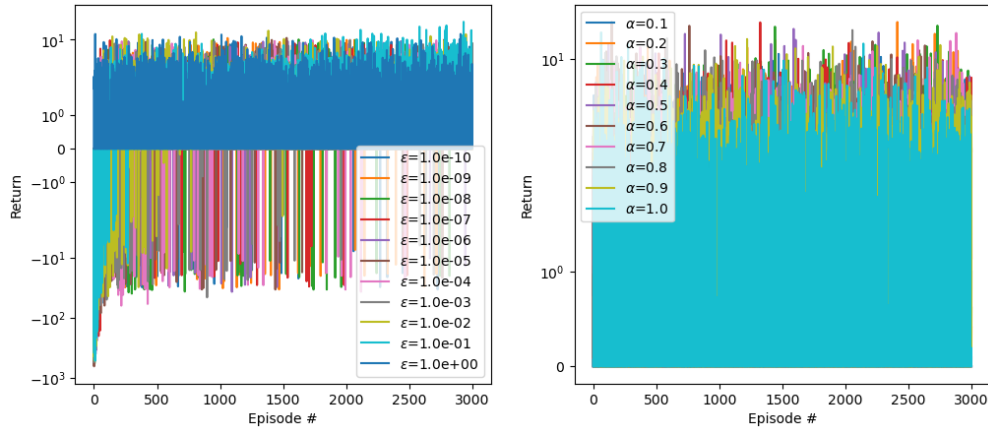 10¹
10⁰
0
−10⁰
−10¹
−10²
−10³
Return
0
500
1000
1500
2000
2500
3000
Episode #
ε=1.0e-10
ε=1.0e-09
ε=1.0e-08
ε=1.0e-07
ε=1.0e-06
ε=1.0e-05
ε=1.0e-04
ε=1.0e-03
ε=1.0e-02
ε=1.0e-01
ε=1.0e+00
10¹
10⁰
0
Return
0
500
1000
1500
2000
2500
3000
Episode #
α=0.1
α=0.2
α=0.3
α=0.4
α=0.5
α=0.6
α=0.7
α=0.8
α=0.9
α=1.0